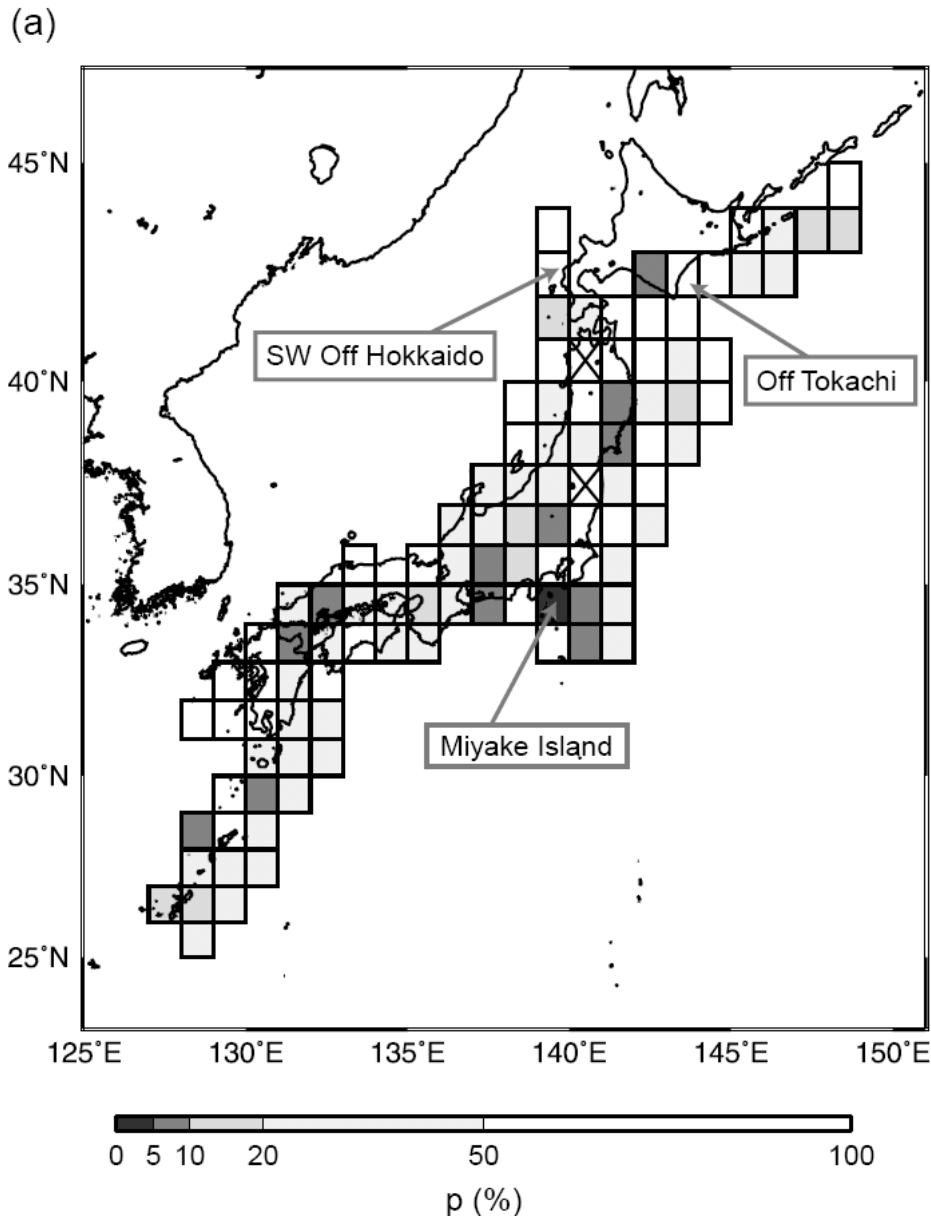 (a)
45˚N
SW Off Hokkaido
40˚N
Off Tokachi
35˚N
Miyake Island
30˚N
25˚N
125˚E 130˚E 135˚E 140˚E 145˚E 150˚E
0 5 10 20 50 100
p (%)